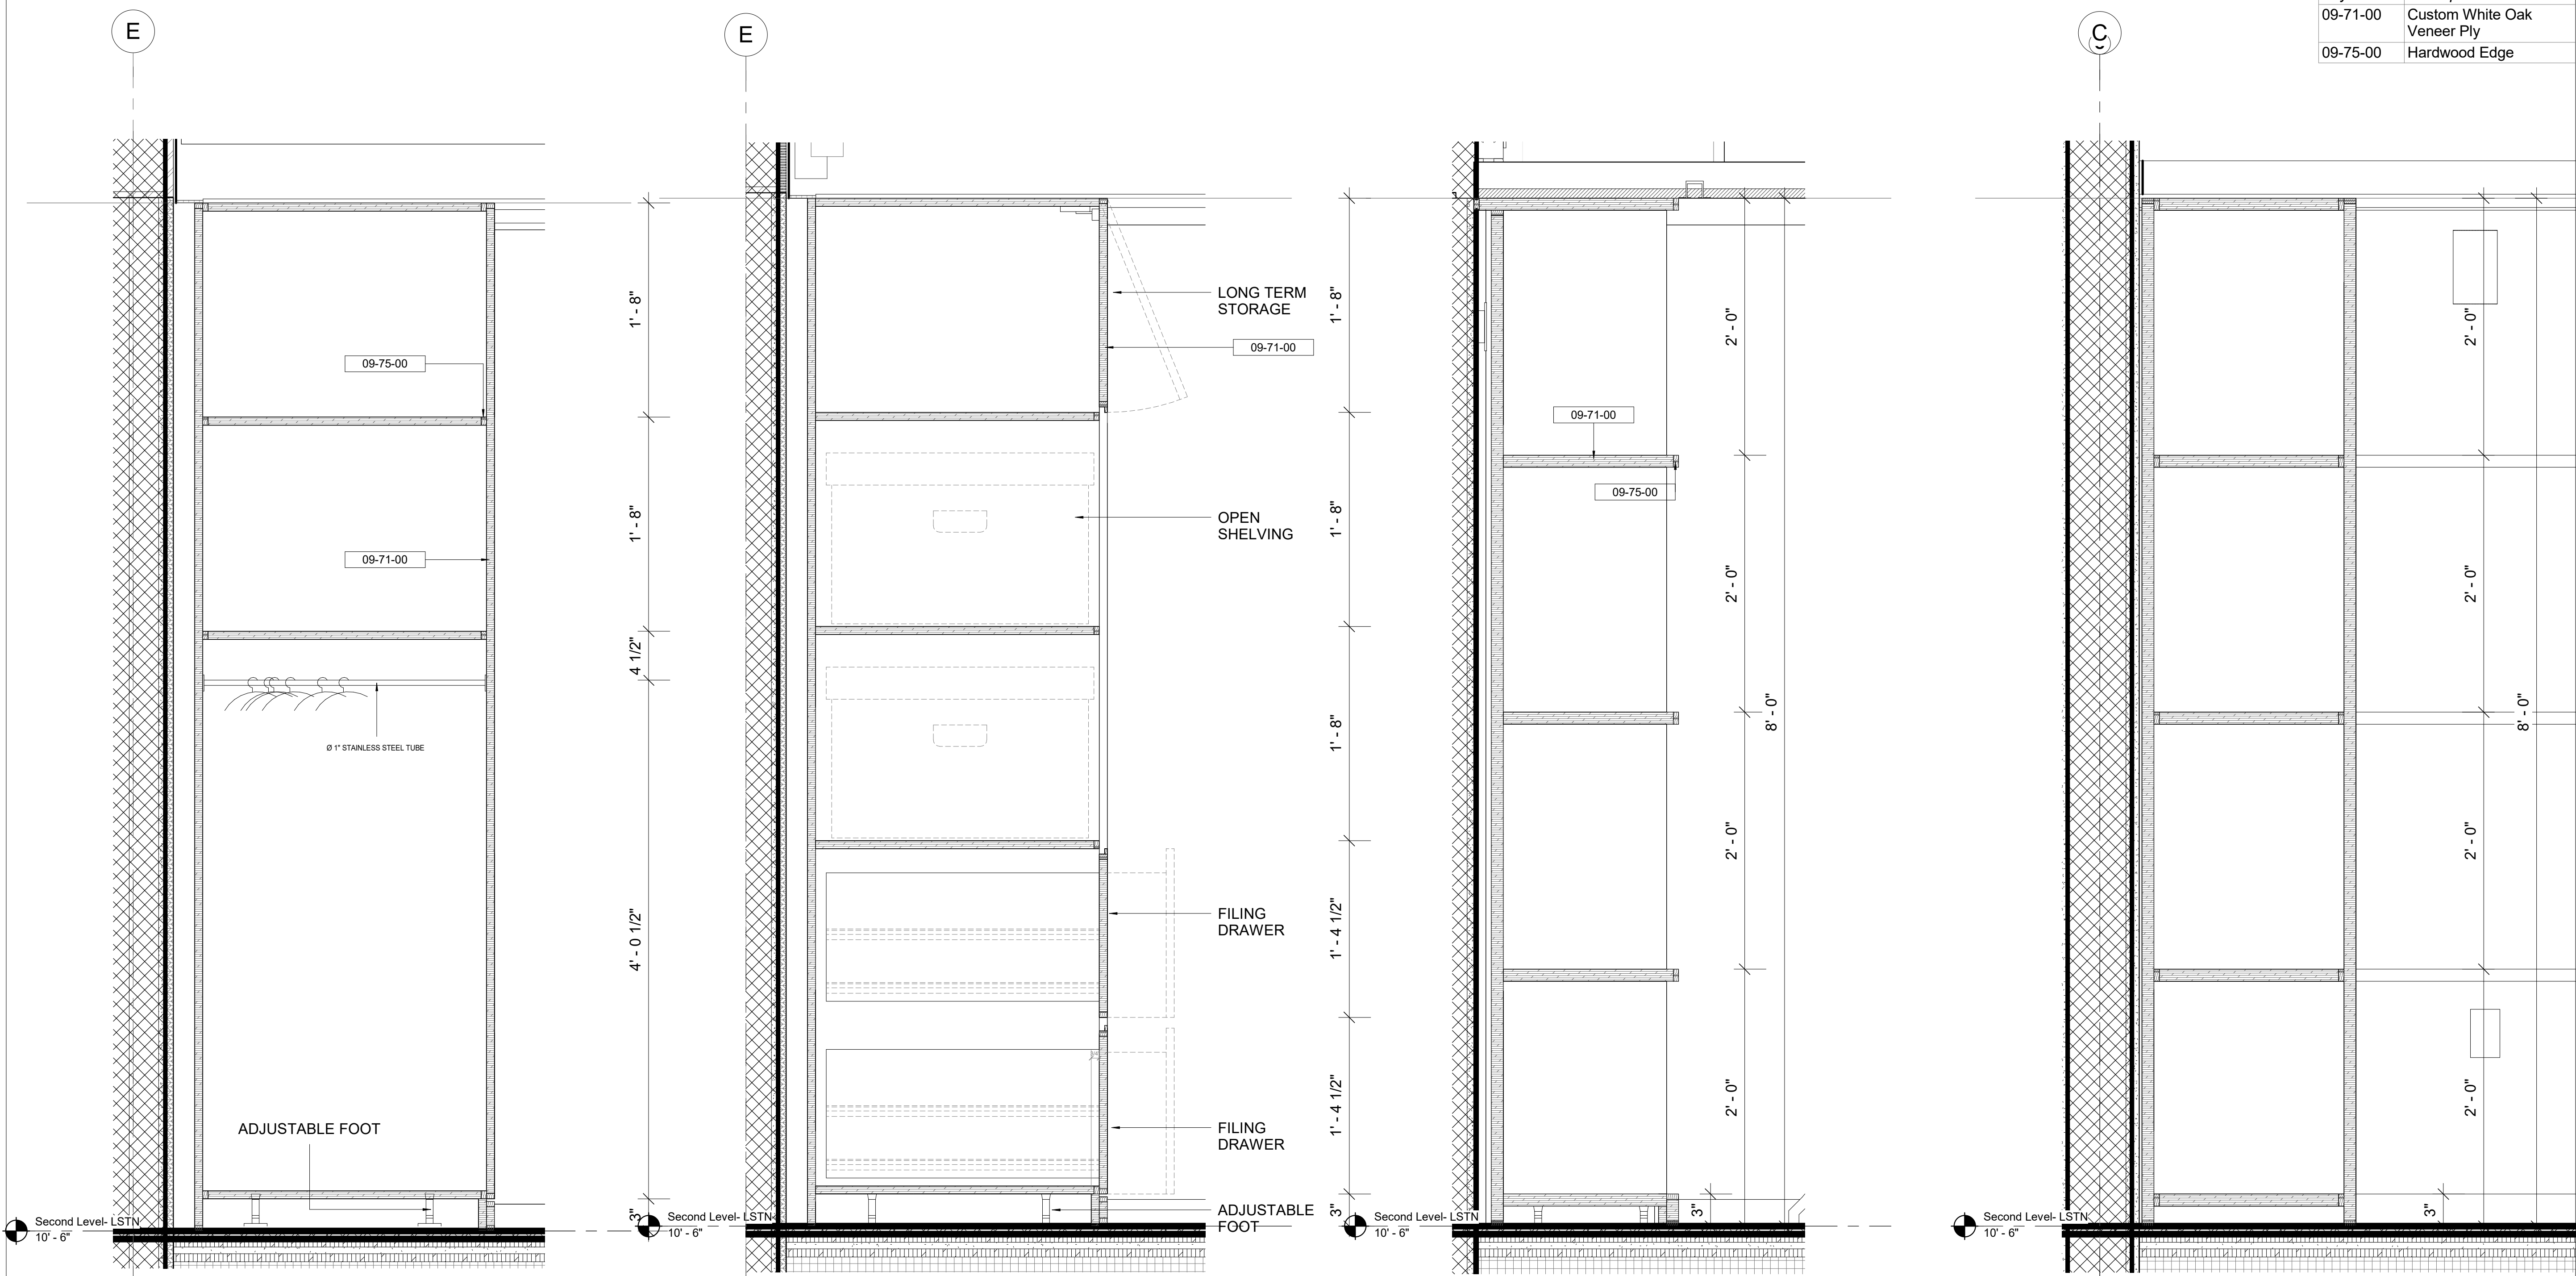 E
E
C
09-71-00
Custom White Oak
Veneer Ply
09-75-00
Hardwood Edge
1' - 8"
09-75-00
1' - 8"
09-71-00
4 1/2"
Ø 1" STAINLESS STEEL TUBE
4' - 0 1/2"
ADJUSTABLE FOOT
3"
Second Level- LSTN
10' - 6"
LONG TERM
STORAGE
09-71-00
1' - 8"
OPEN
SHELVING
1' - 8"
1' - 8"
FILING
DRAWER
1' - 4 1/2"
FILING
DRAWER
1' - 4 1/2"
ADJUSTABLE
FOOT
3"
Second Level- LSTN
10' - 6"
2' - 0"
09-71-00
09-75-00
2' - 0"
8' - 0"
2' - 0"
2' - 0"
3"
Second Level- LSTN
10' - 6"
2' - 0"
2' - 0"
8' - 0"
2' - 0"
2' - 0"
3"
Second Level- LSTN
10' - 6"